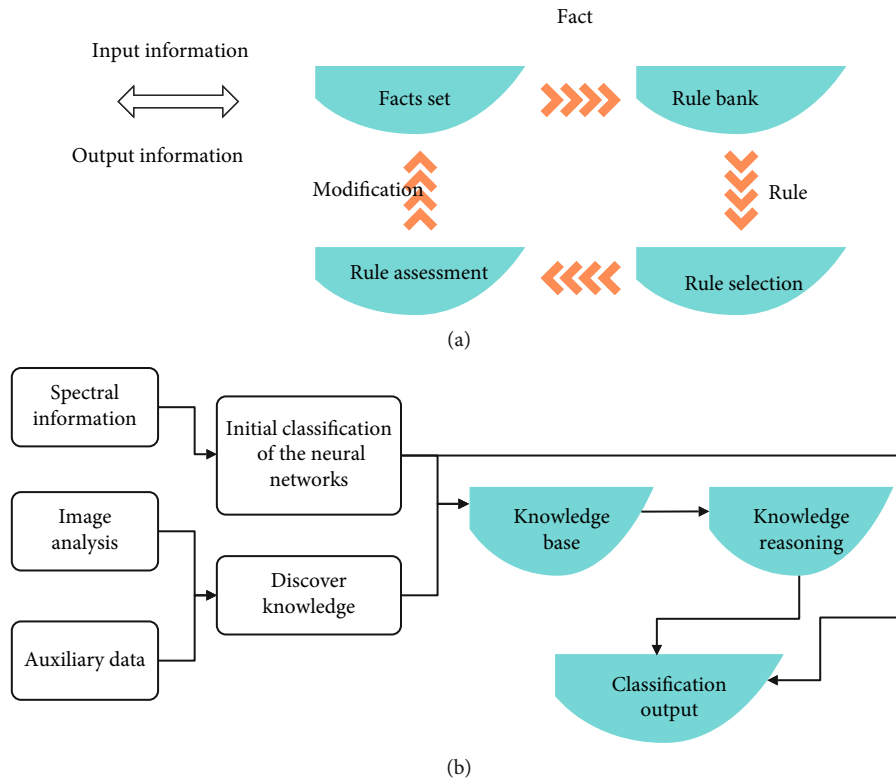 Fact
Input information
Output information
Facts set
Rule bank
Modification
Rule
Rule assessment
Rule selection
(a)
Spectral
information
Initial classification
of the neural
networks
Image
analysis
Knowledge
base
Knowledge
reasoning
Discover
knowledge
Auxiliary data
Classification
output
(b)